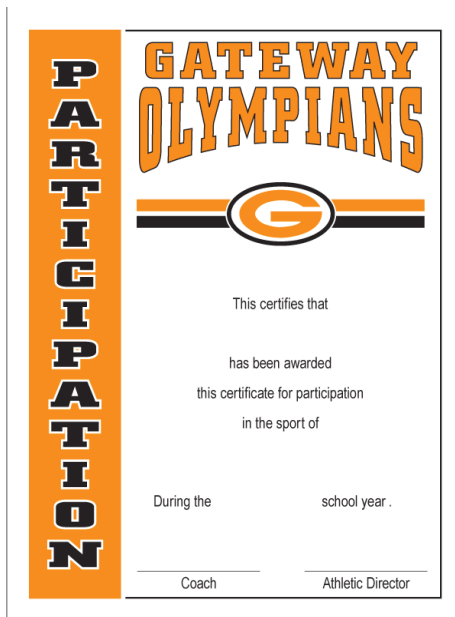 PARTICIPATION
GATEWAY
OLYMPIANS
G
This certifies that
has been awarded
this certificate for participation
in the sport of
During the school year .
Coach Athletic Director